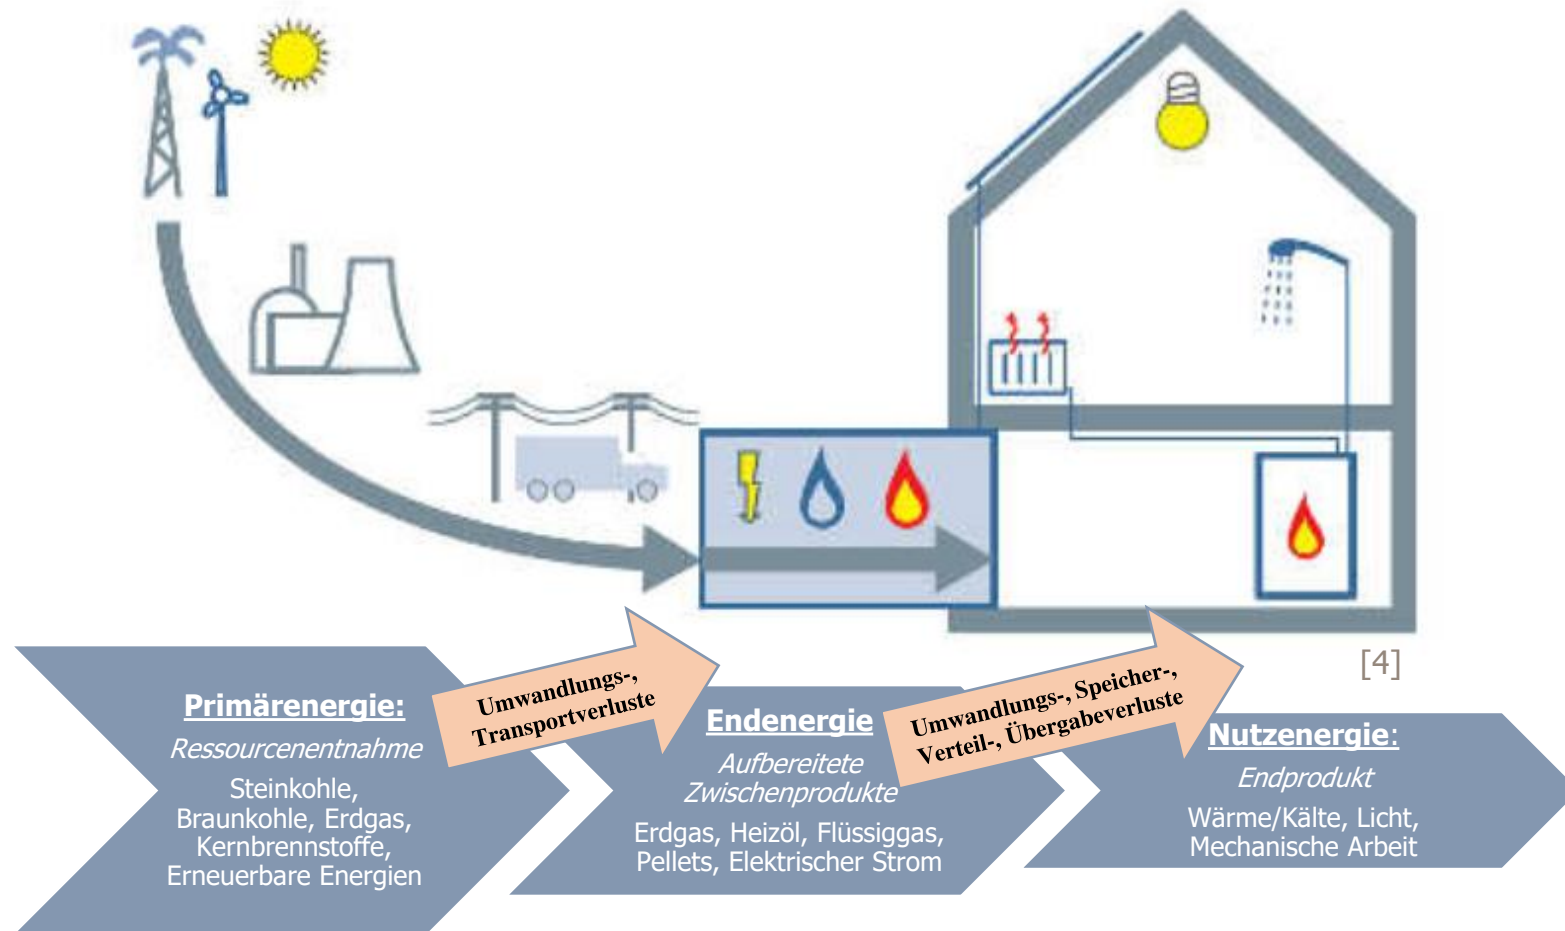 [4]
Primärenergie:
Ressourcenentnahme
Steinkohle,
Braunkohle, Erdgas,
Kernbrennstoffe,
Erneuerbare Energien
Umwandlungs-,
Transportverluste
Endenergie
Aufbereitete
Zwischenprodukte
Erdgas, Heizöl, Flüssiggas,
Pellets, Elektrischer Strom
Umwandlungs-, Speicher-,
Verteil-, Übergabeverluste
Nutzenergie:
Endprodukt
Wärme/Kälte, Licht,
Mechanische Arbeit